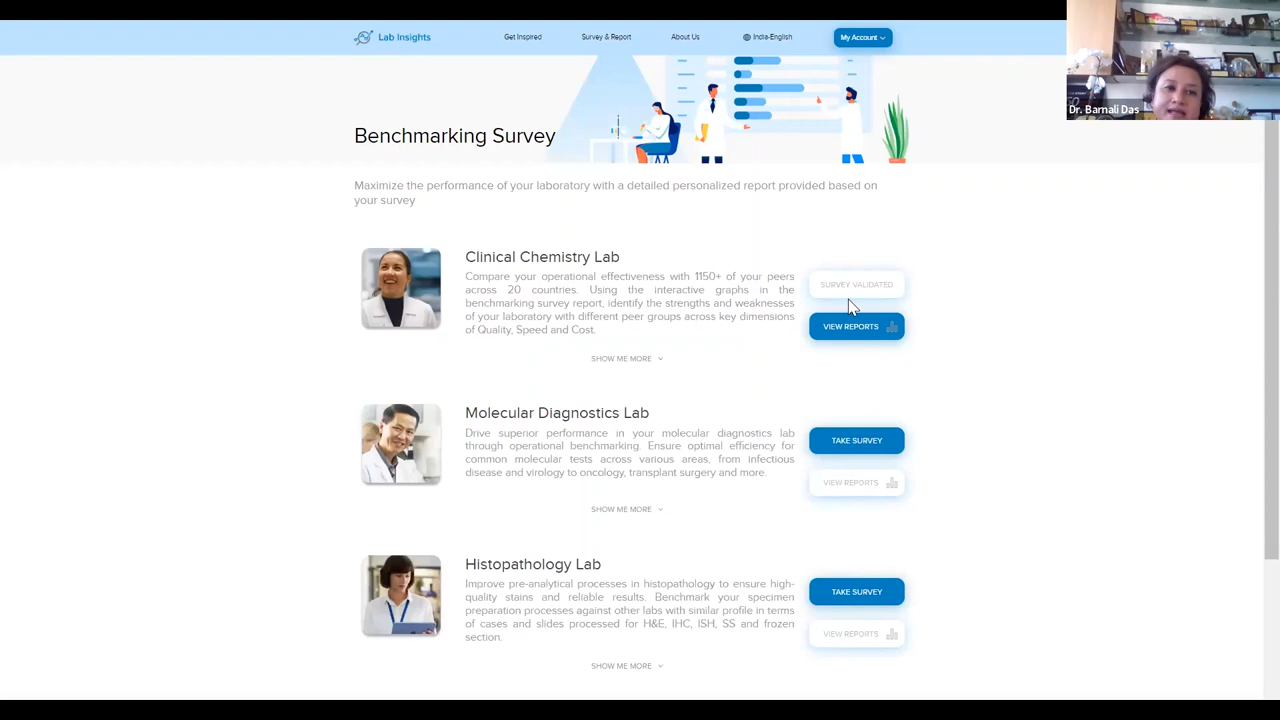 Lab Insights
Get Inspired
Survey & Report
About Us
India-English
My Account
Dr. Barnali Das
Benchmarking Survey
Maximize the performance of your laboratory with a detailed personalized report provided based on
your survey
Clinical Chemistry Lab
Compare your operational effectiveness with 1150+ of your peers
across 20 countries. Using the interactive graphs in the
benchmarking survey report, identify the strengths and weaknesses
of your laboratory with different peer groups across key dimensions
of Quality, Speed and Cost.
SURVEY VALIDATED
VIEW REPORTS
SHOW ME MORE
Molecular Diagnostics Lab
Drive superior performance in your molecular diagnostics lab
through operational benchmarking. Ensure optimal efficiency for
common molecular tests across various areas, from infectious
disease and virology to oncology, transplant surgery and more.
TAKE SURVEY
VIEW REPORTS
SHOW ME MORE
Histopathology Lab
Improve pre-analytical processes in histopathology to ensure high-
quality stains and reliable results. Benchmark your specimen
preparation processes against other labs with similar profile in terms
of cases and slides processed for H&E, IHC, ISH, SS and frozen
section.
TAKE SURVEY
VIEW REPORTS
SHOW ME MORE